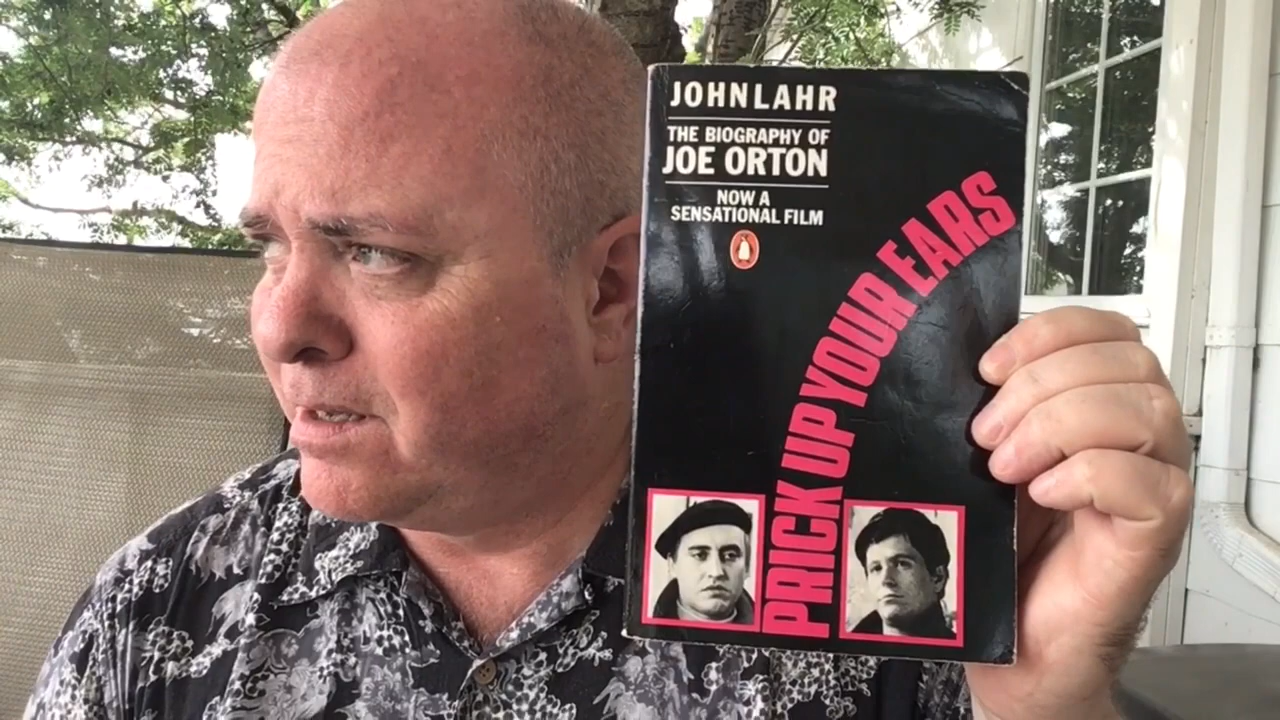 JOHN LAHR
THE BIOGRAPHY OF
JOE ORTON
NOW A
SENSATIONAL FILM
PRICK UP YOUR EARS